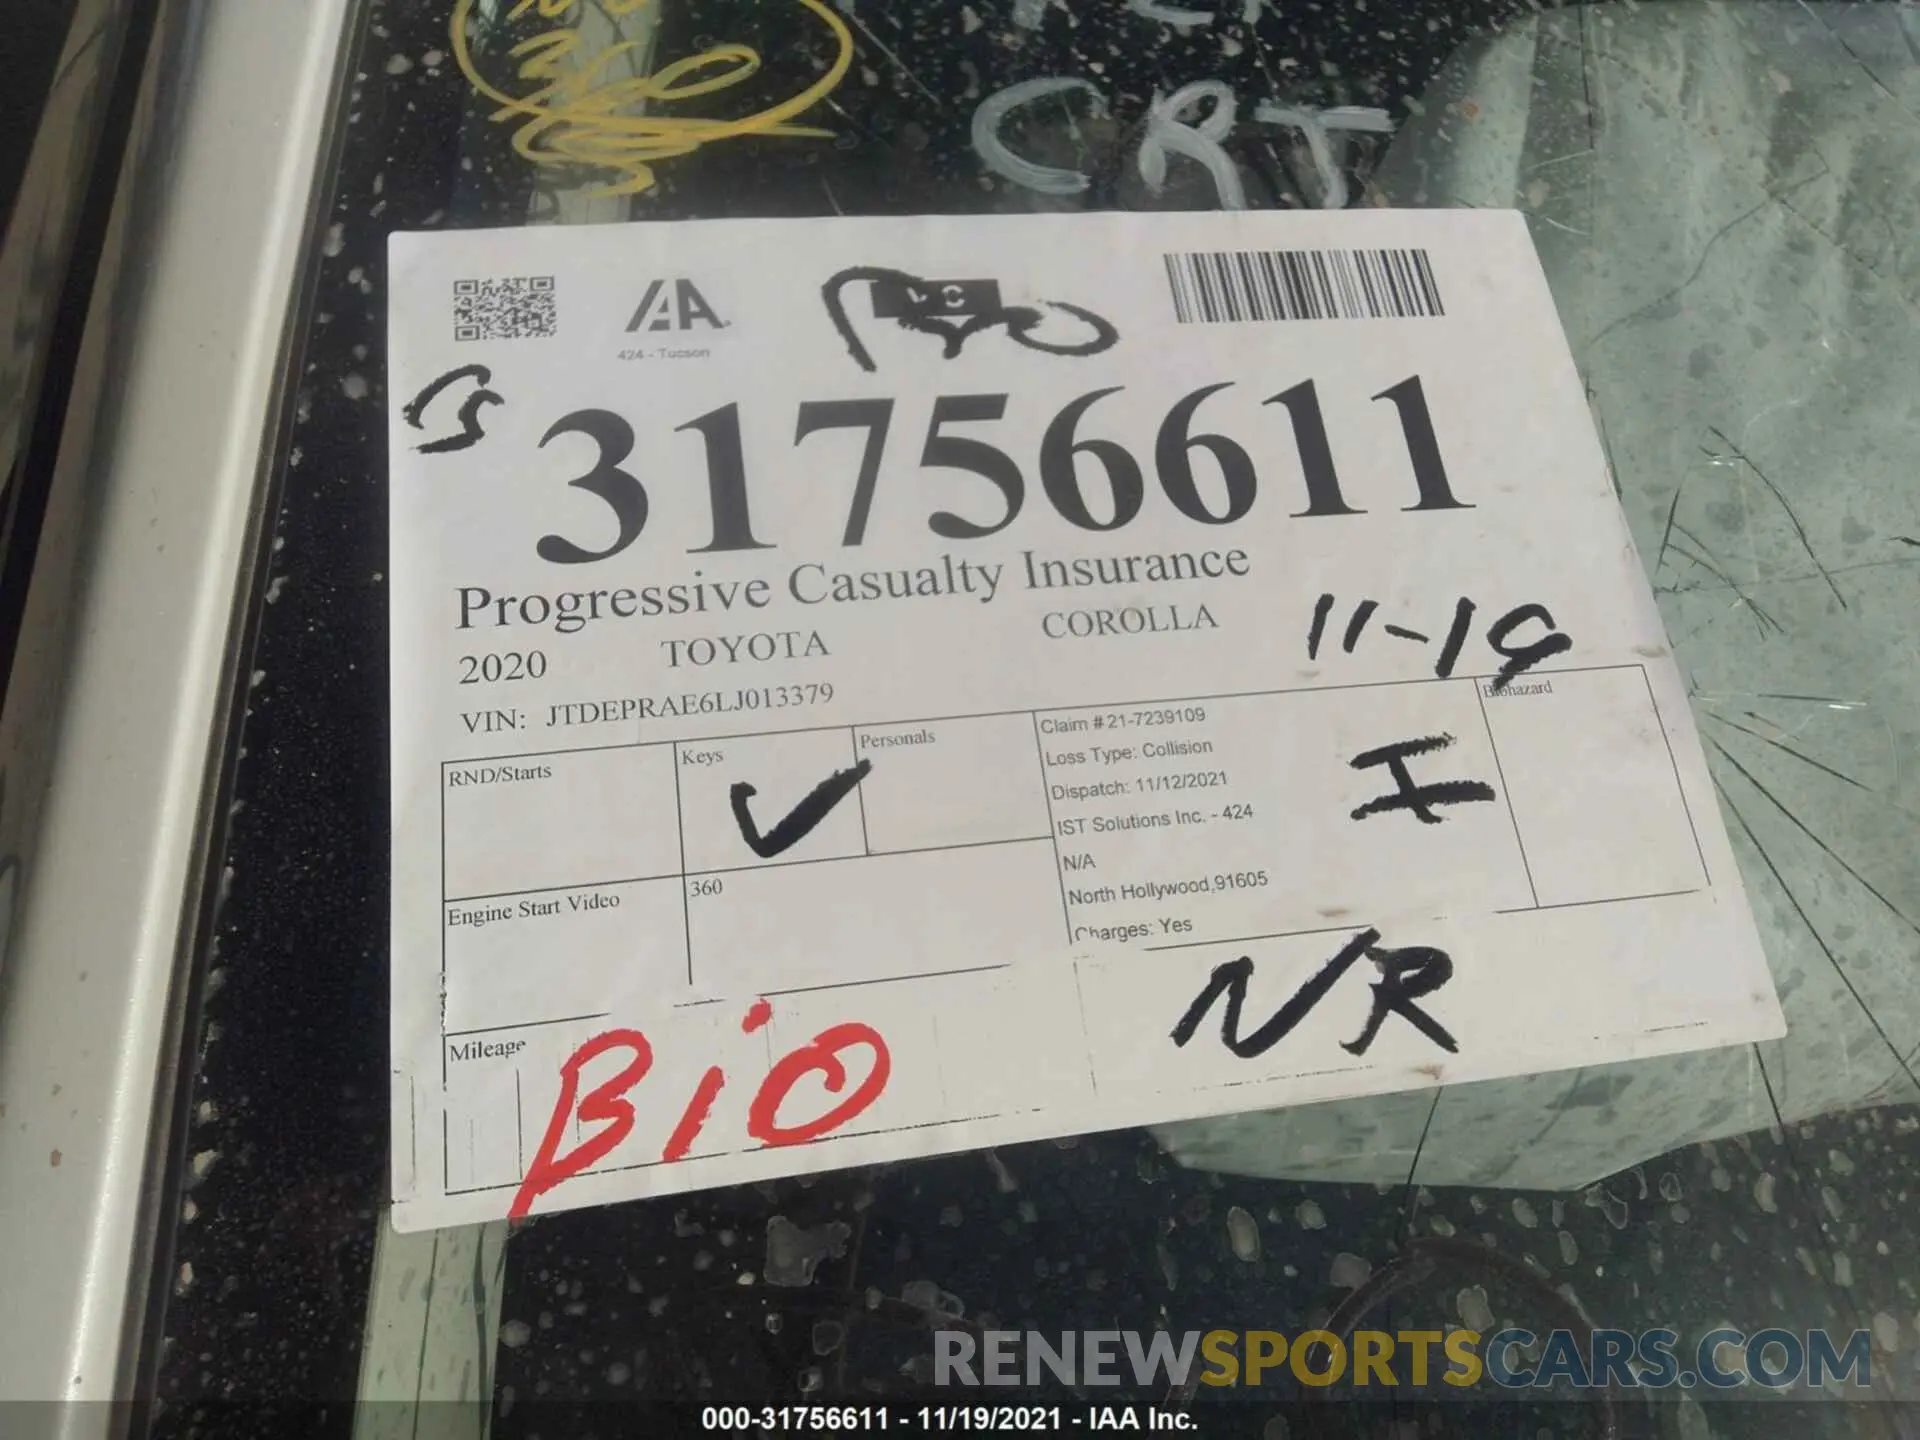 CRT
IAA.
424 - Tucson
CS
31756611
Progressive Casualty Insurance
2020 TOYOTA COROLLA
11-19
VIN: JTDEPRAE6LJ013379
RND/Starts
Keys
Personals
Claim # 21-7239109
Loss Type: Collision
Dispatch: 11/12/2021
IST Solutions Inc. - 424
N/A
North Hollywood,91605
Charges: Yes
I
Biohazard
Engine Start Video
360
Mileage
BiO
NR
RENEWSPORTSCARS.COM
000-31756611 - 11/19/2021 - IAA Inc.